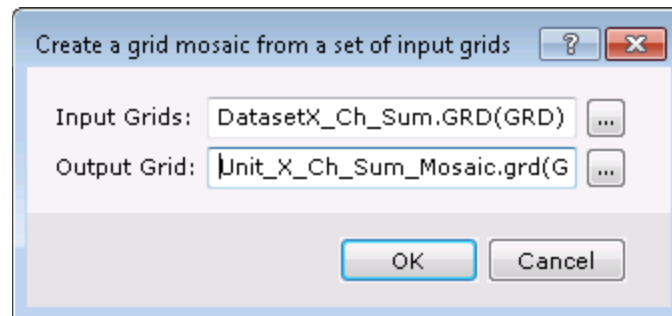 Create a grid mosaic from a set of input grids ?
Input Grids: DatasetX_Ch_Sum.GRD(GRD) ...
Output Grid: Unit_X_Ch_Sum_Mosaic.grd(G ...
OK Cancel